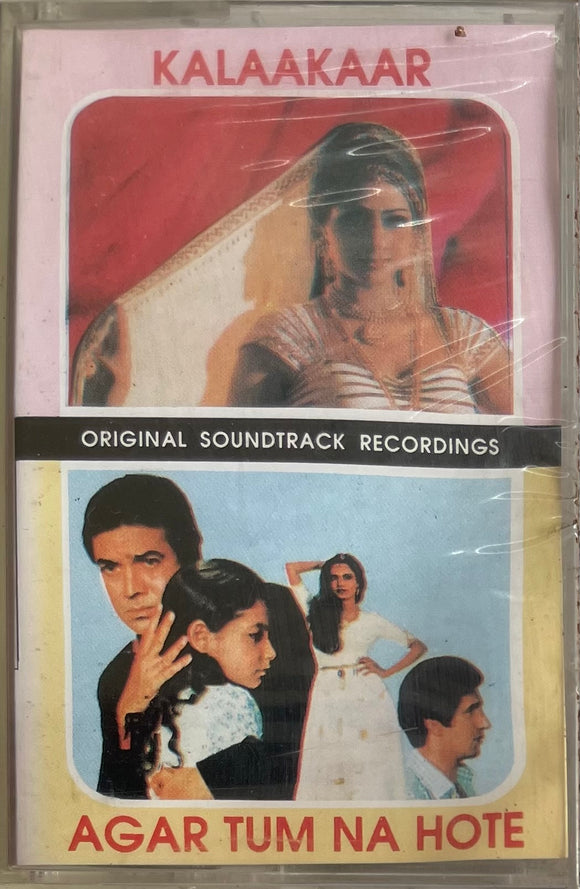 KALAAKAAR
ORIGINAL SOUNDTRACK RECORDINGS
AGAR TUM NA HOTE